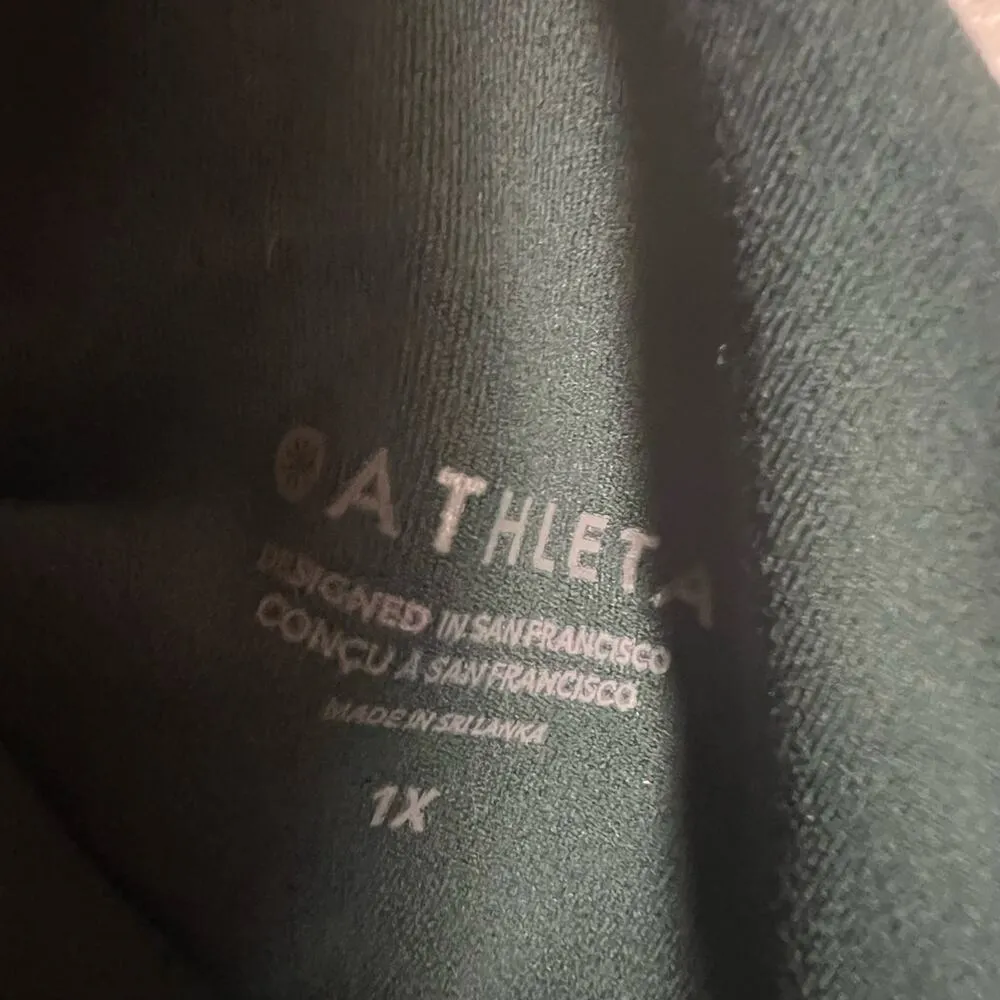 ATHLETA
DESIGNED IN SAN FRANCISCO
CONÇU À SAN FRANCISCO
MADE IN SRI LANKA
1X